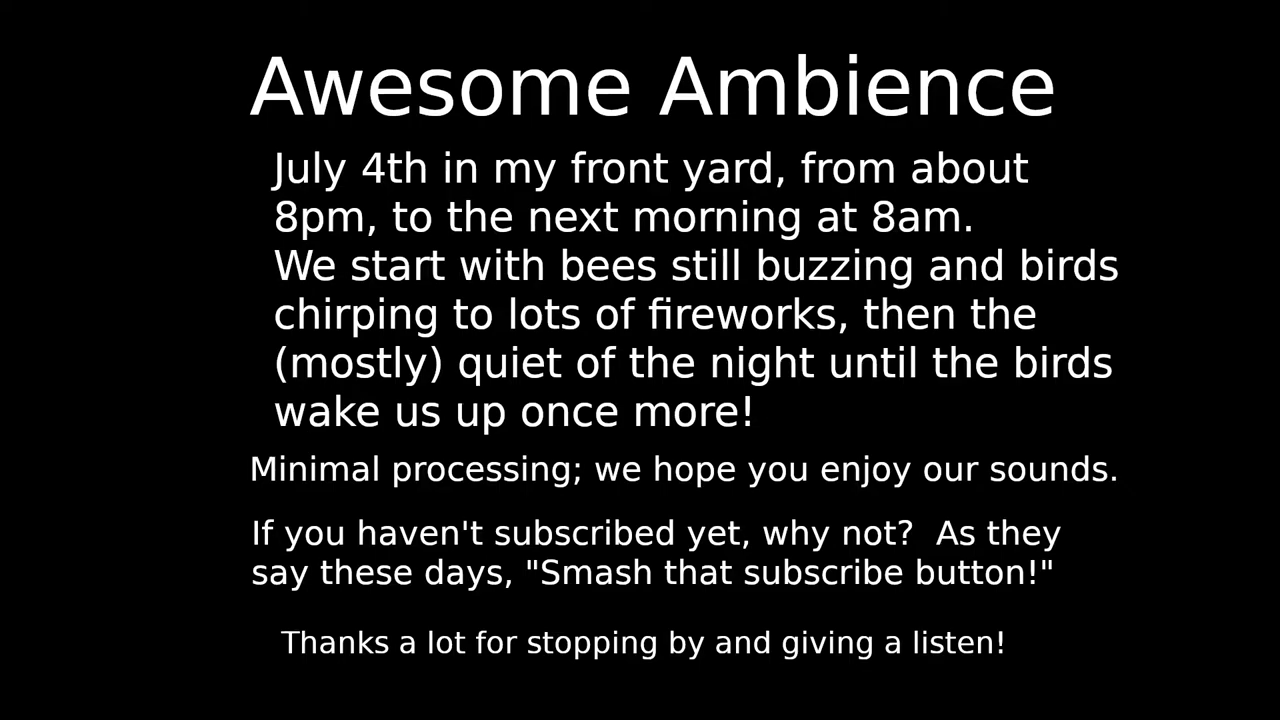 Awesome Ambience
July 4th in my front yard, from about
8pm, to the next morning at 8am.
We start with bees still buzzing and birds
chirping to lots of fireworks, then the
(mostly) quiet of the night until the birds
wake us up once more!
Minimal processing; we hope you enjoy our sounds.
If you haven't subscribed yet, why not?  As they
say these days, "Smash that subscribe button!"
Thanks a lot for stopping by and giving a listen!